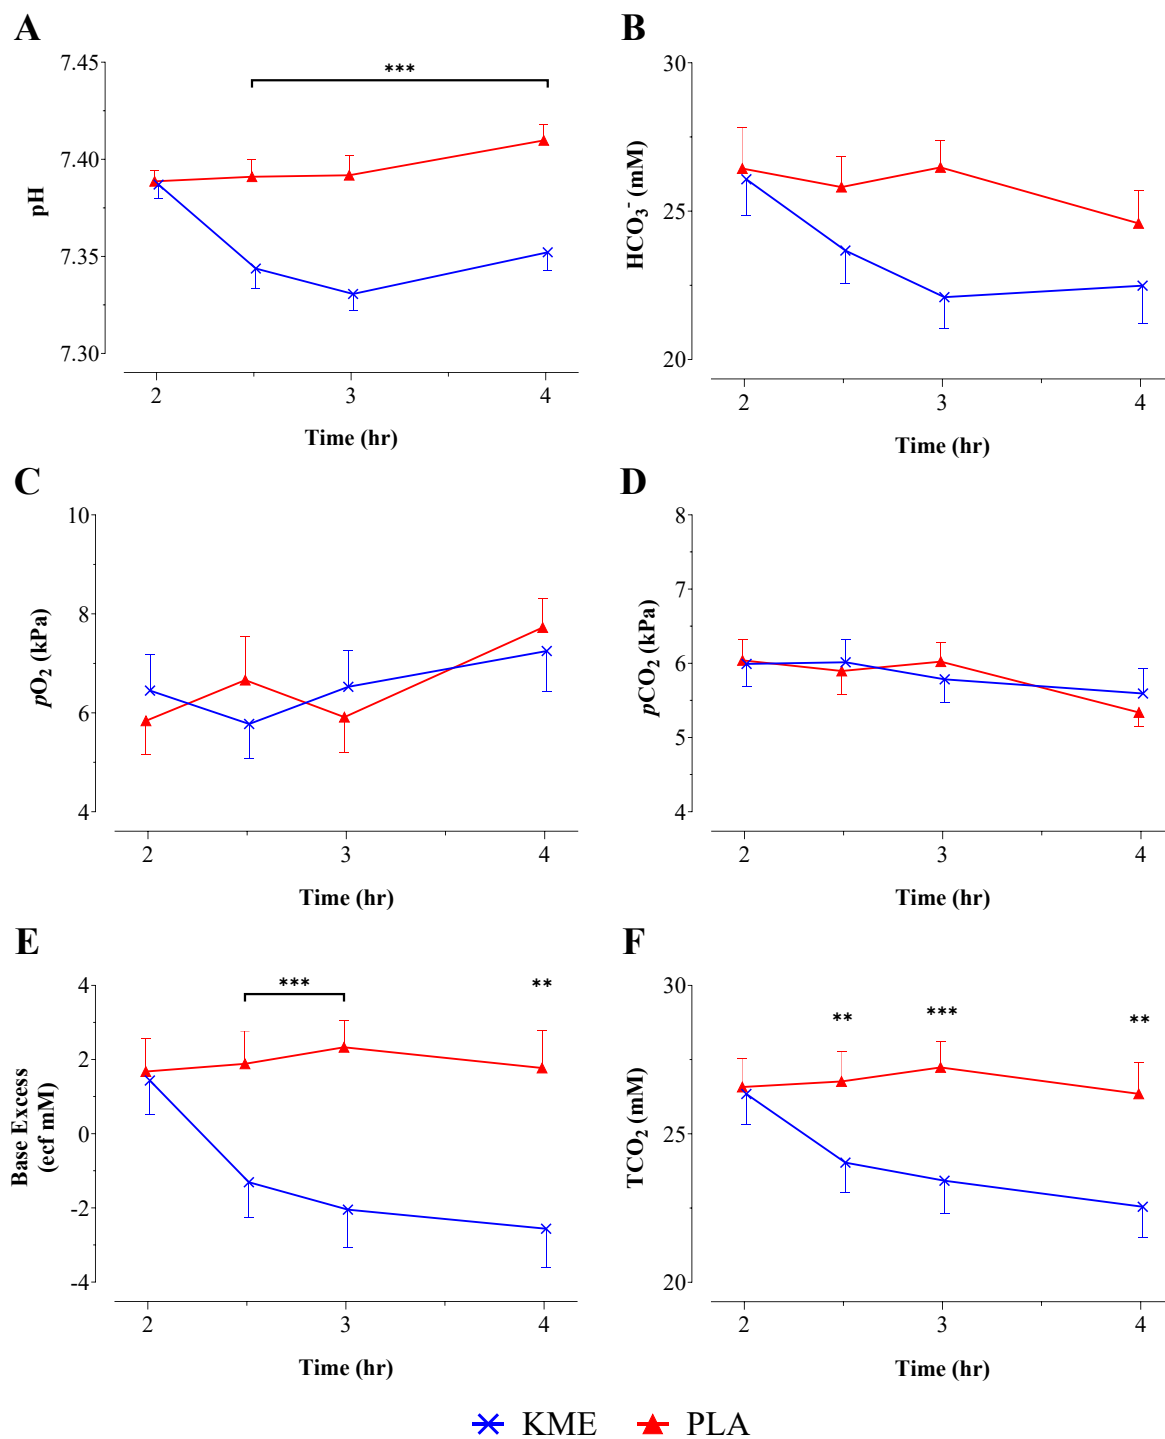 A
7.45
7.40
7.35
7.30
pH
***
2 3 4
Time (hr)
B
30
25
20
HCO₃⁻ (mM)
2 3 4
Time (hr)
C
10
8
6
4
pO₂ (kPa)
2 3 4
Time (hr)
D
8
7
6
5
4
pCO₂ (kPa)
2 3 4
Time (hr)
E
4
2
0
-2
-4
Base Excess
(ecf mM)
*** **
2 3 4
Time (hr)
F
30
25
20
TCO₂ (mM)
** *** **
2 3 4
Time (hr)
KME PLA